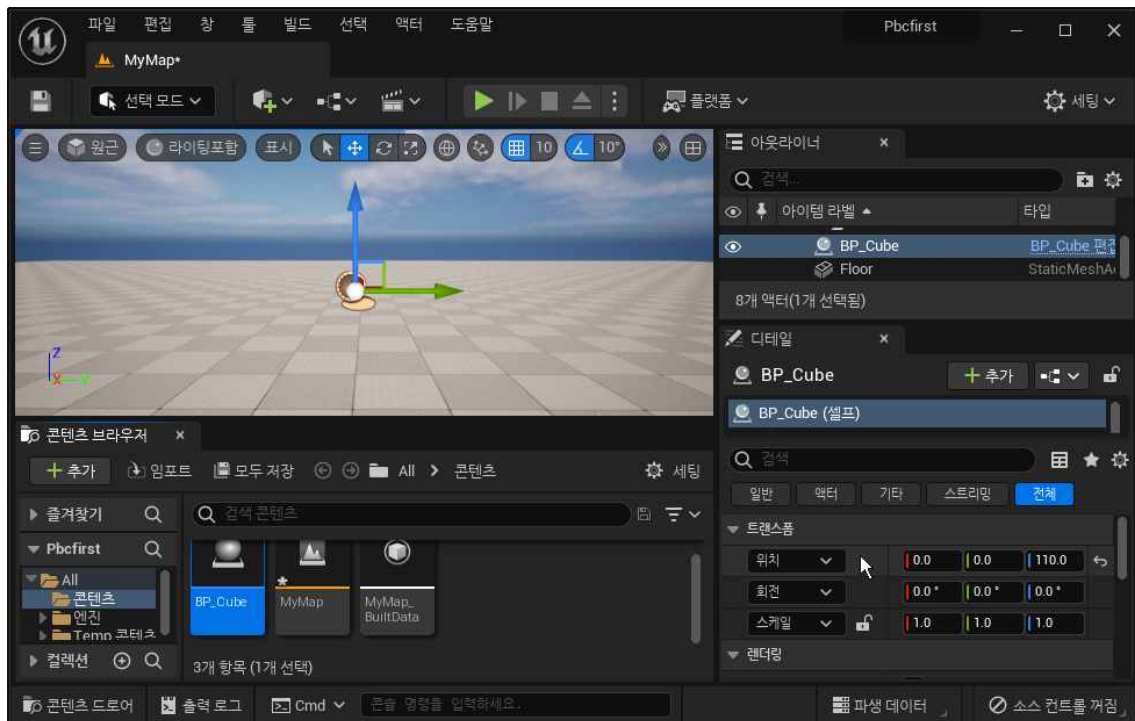 파일 편집 창 툴 빌드 선택 액터 도움말 Pbcfirst
MyMap*
선택 모드 플랫폼 세팅
원근 라이팅포함 표시 10 10°
아웃라이너
검색...
아이템 라벨 타입
BP_Cube BP_Cube 편집
Floor StaticMeshA
8개 액터(1개 선택됨)
Z
X Y
디테일
BP_Cube 추가
BP_Cube (셀프)
검색
일반 액터 기타 스트리밍 전체
트랜스폼
위치 0.0 0.0 110.0
회전 0.0° 0.0° 0.0°
스케일 1.0 1.0 1.0
렌더링
콘텐츠 브라우저
추가 임포트 모두 저장 All 콘텐츠 세팅
즐겨찾기
Pbcfirst
All
콘텐츠
엔진
Temp 콘텐츠
컬렉션
검색 콘텐츠
BP_Cube MyMap MyMap_
BuiltData
3개 항목 (1개 선택)
콘텐츠 드로어 출력 로그 Cmd 콘솔 명령을 입력하세요. 파생 데이터 소스 컨트롤 꺼짐